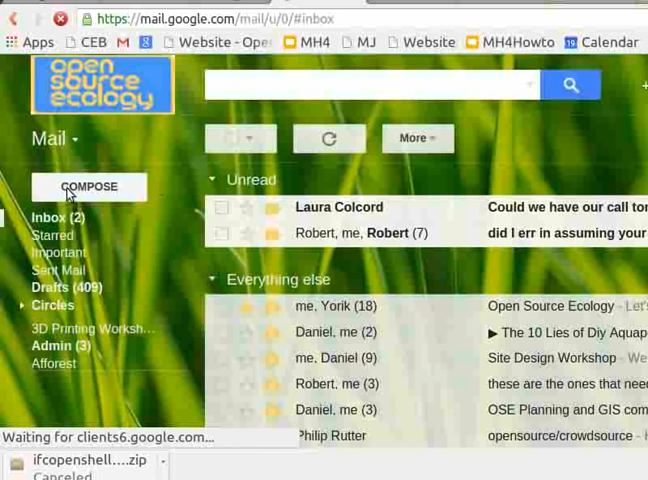 https://mail.google.com/mail/u/0/#inbox
Apps CEB Website - Ope MH4 MJ Website MH4Howto 19 Calendar
open
source
ecology
Mail
More
COMPOSE
Unread
Inbox (2)
Laura Colcord Could we have our call
Starred
Robert, me, Robert (7) did I err in assuming your
Important
Sent Mail
Everything else
Drafts (409)
Circles
me, Yorik (18) Open Source Ecology - Let's
3D Printing Worksh...
Daniel, me (2) The 10 Lies of Diy Aquap
Admin (3)
me, Daniel (9) Site Design Workshop - We
Afforest
Robert, me (3) these are the ones that need
Daniel, me (3) OSE Planning and GIS com
Philip Rutter opensource/crowdsource -
Waiting for clients6.google.com...
ifcopenshell....zip
Canceled